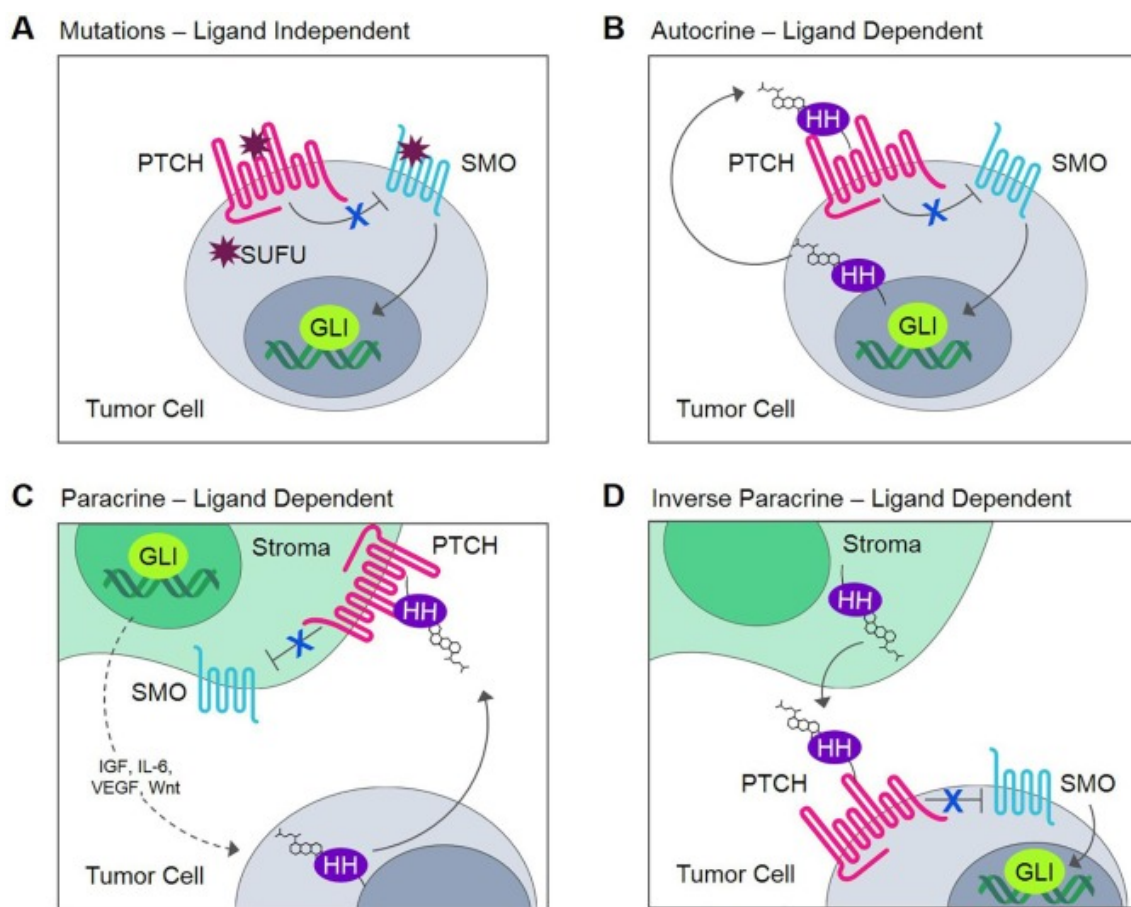 A Mutations – Ligand Independent
PTCH
SMO
SUFU
GLI
Tumor Cell
B Autocrine – Ligand Dependent
HH
PTCH
SMO
HH
GLI
Tumor Cell
C Paracrine – Ligand Dependent
GLI
Stroma
PTCH
HH
SMO
IGF, IL-6,
VEGF, Wnt
HH
Tumor Cell
D Inverse Paracrine – Ligand Dependent
Stroma
HH
HH
PTCH
SMO
GLI
Tumor Cell